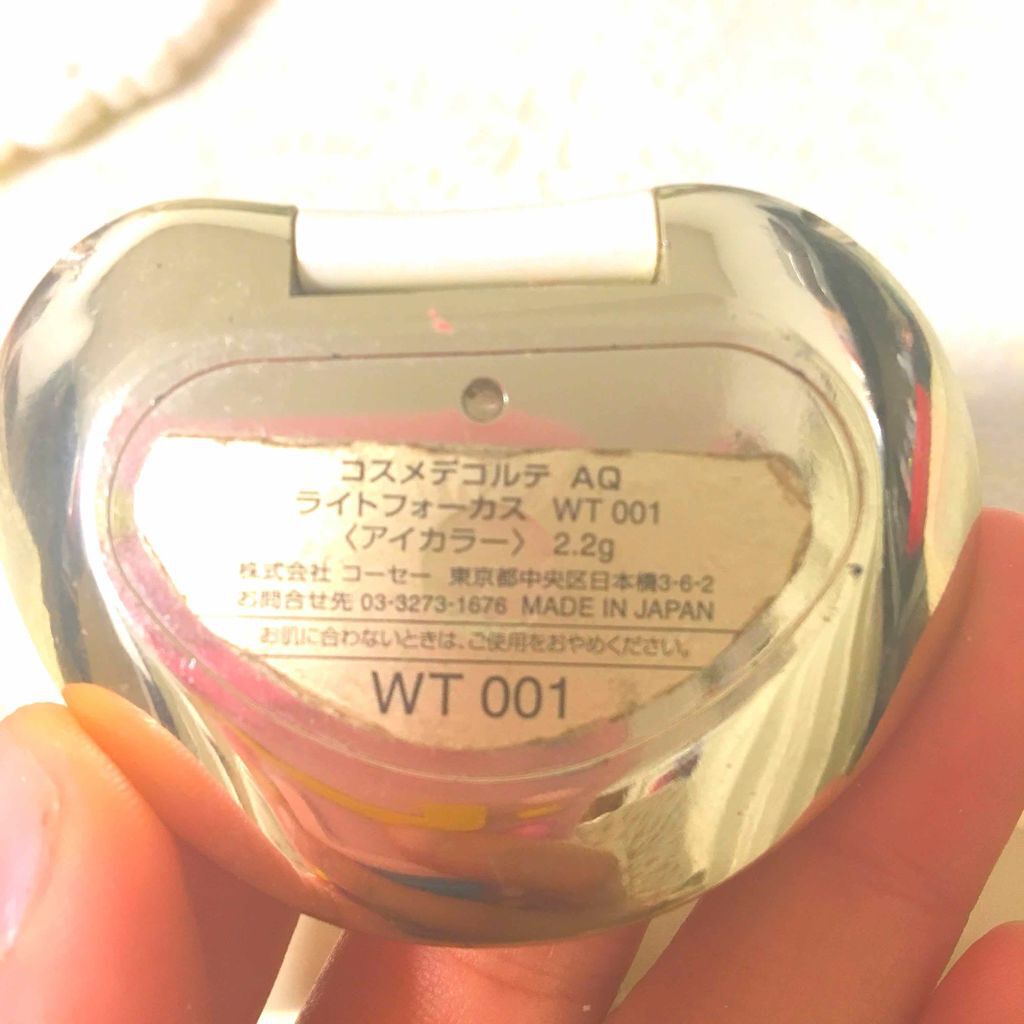 コスメデコルテ AQ
ライトフォーカス WT 001
〈アイカラー〉 2.2g
株式会社 コーセー 東京都中央区日本橋3-6-2
お問合せ先 03-3273-1676 MADE IN JAPAN
お肌に合わないときは、ご使用をおやめください。
WT 001